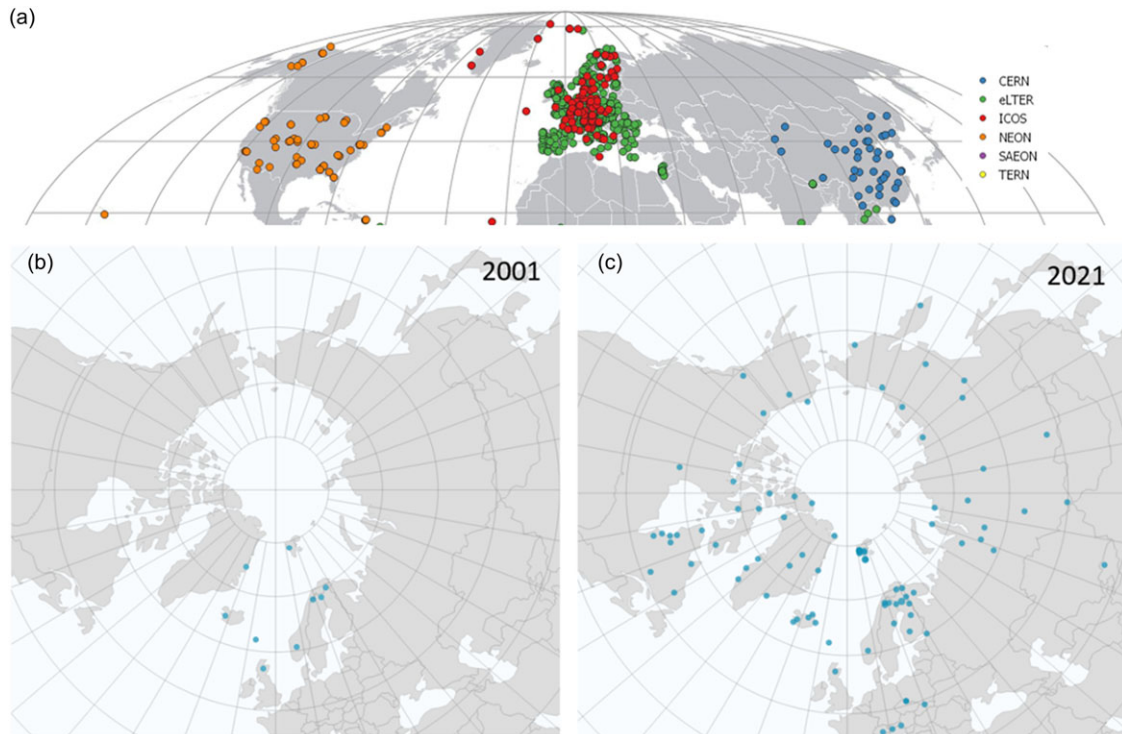 (a)
CERN
eLTER
ICOS
NEON
SAEON
TERN
(b)
2001
(c)
2021